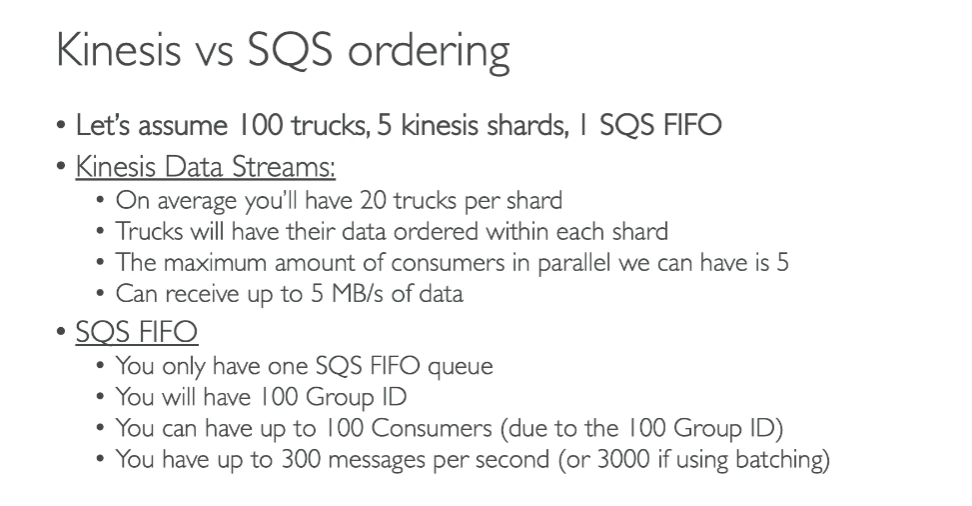 Kinesis vs SQS ordering
• Let's assume 100 trucks, 5 kinesis shards, 1 SQS FIFO
• Kinesis Data Streams:
• On average you'll have 20 trucks per shard
• Trucks will have their data ordered within each shard
• The maximum amount of consumers in parallel we can have is 5
• Can receive up to 5 MB/s of data
• SQS FIFO
• You only have one SQS FIFO queue
• You will have 100 Group ID
• You can have up to 100 Consumers (due to the 100 Group ID)
• You have up to 300 messages per second (or 3000 if using batching)